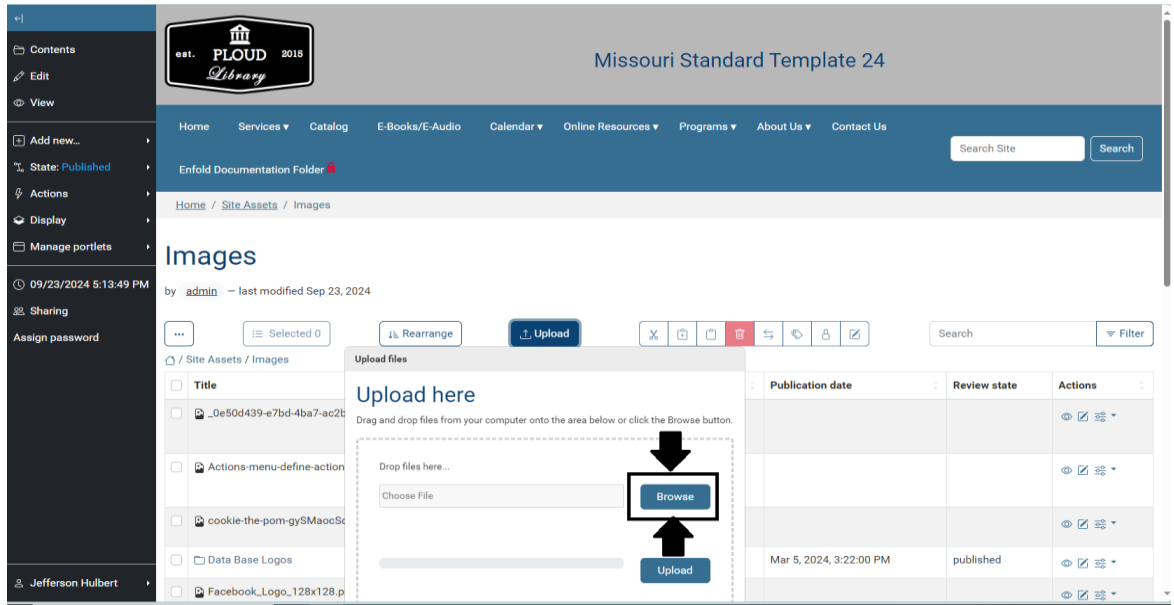 Contents
Edit
View
Add new...
State: Published
Actions
Display
Manage portlets
09/23/2024 5:13:49 PM
Sharing
Assign password
Jefferson Hulbert
est. PLOUD 2015
Library
Missouri Standard Template 24
Home Services Catalog E-Books/E-Audio Calendar Online Resources Programs About Us Contact Us
Enfold Documentation Folder
Search Site Search
Home / Site Assets / Images
Images
by admin — last modified Sep 23, 2024
... Selected 0 Rearrange Upload Search Filter
/ Site Assets / Images
Upload files
Upload here
Drag and drop files from your computer onto the area below or click the Browse button.
Drop files here...
Choose File Browse
Upload
Title Publication date Review state Actions
_0e50d439-e7bd-4ba7-ac2b
Actions-menu-define-action
cookie-the-pom-gySMaocSc
Data Base Logos Mar 5, 2024, 3:22:00 PM published
Facebook_Logo_128x128.p